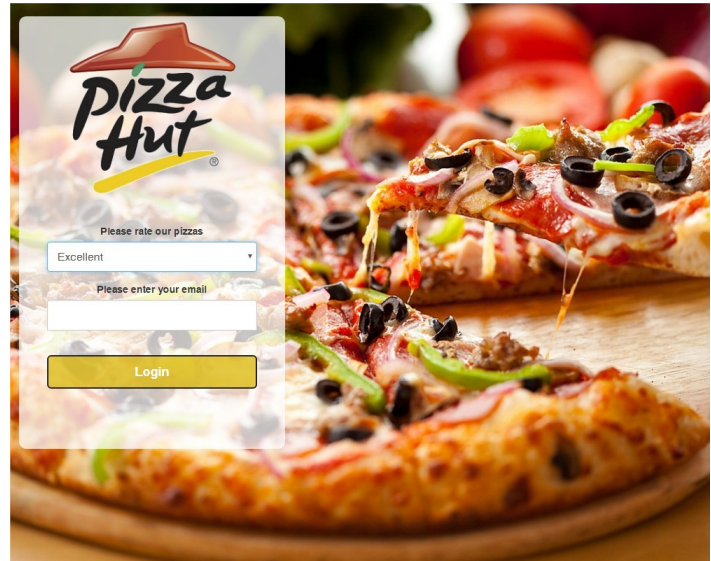 Pizza
Hut
®
Please rate our pizzas
Excellent
Please enter your email
Login